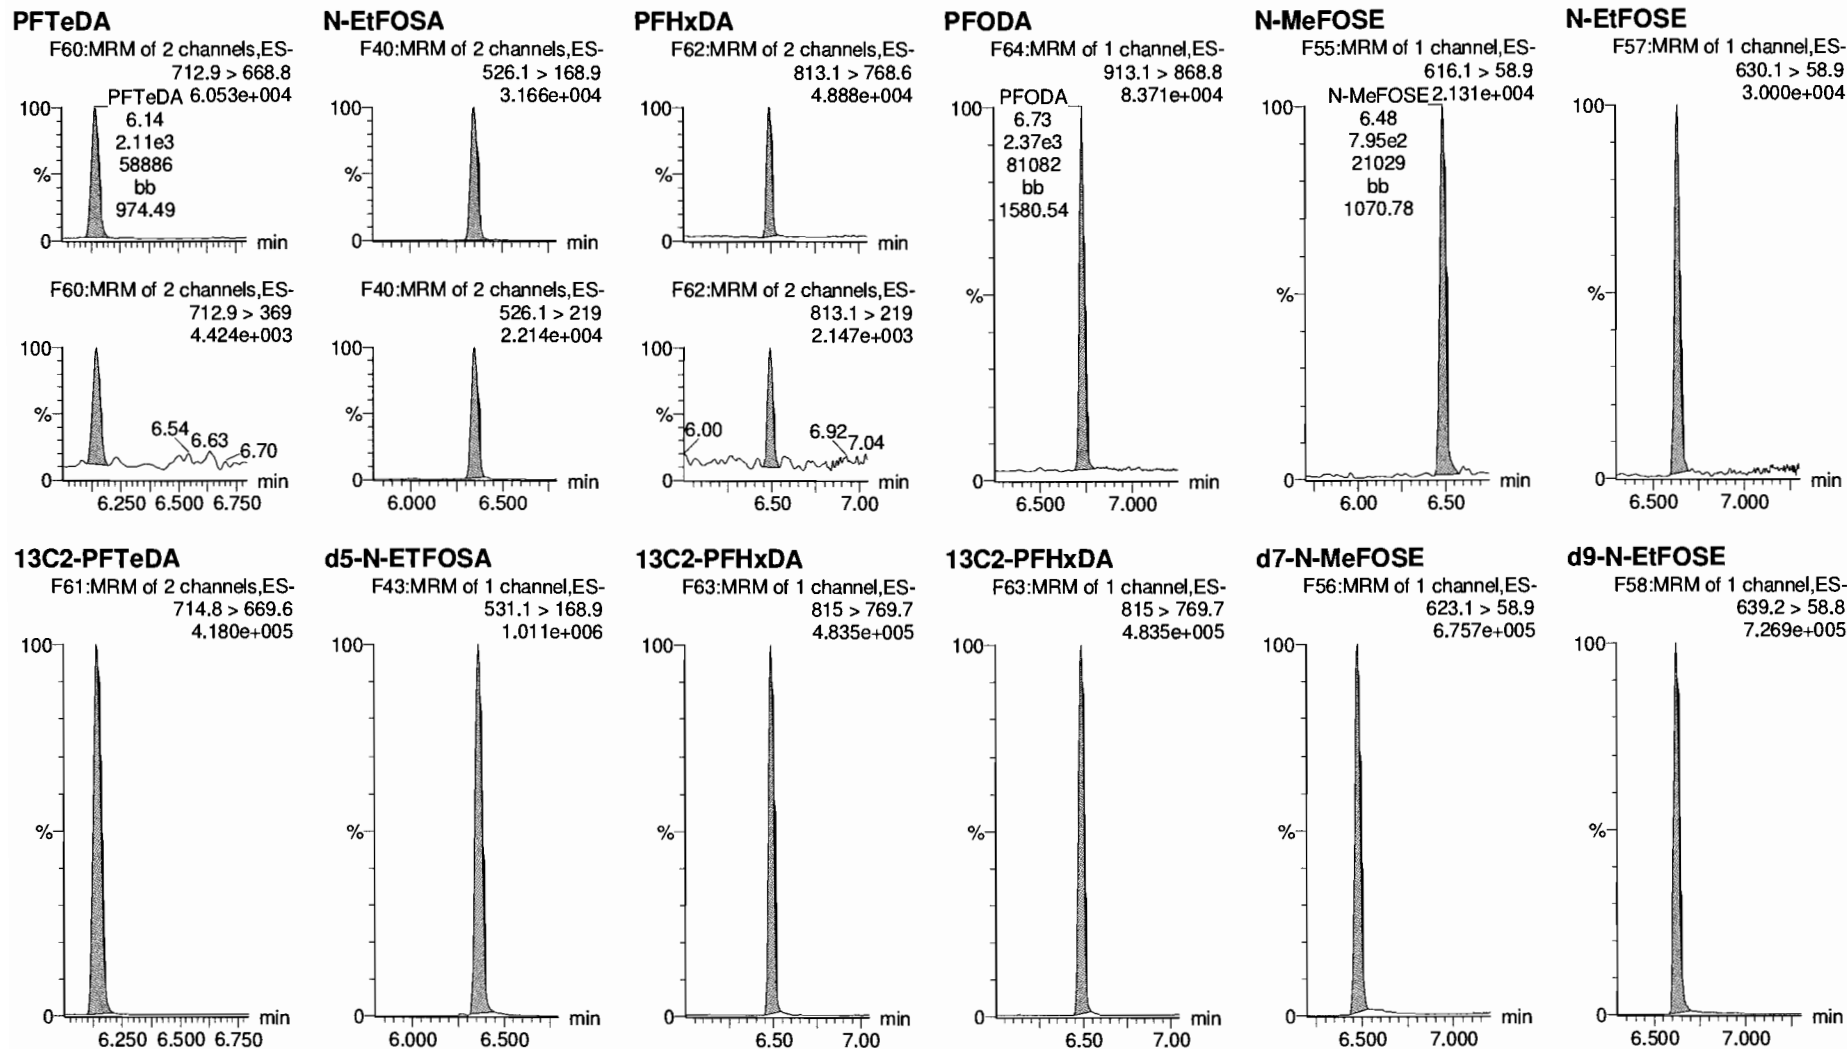 PFTeDA
F60:MRM of 2 channels,ES-
712.9 > 668.8
PFTeDA 6.053e+004
100
6.14
2.11e3
58886
bb
974.49
%
0
min
F60:MRM of 2 channels,ES-
712.9 > 369
4.424e+003
100
%
6.54
6.63
6.70
0
min
6.250 6.500 6.750
N-EtFOSA
F40:MRM of 2 channels,ES-
526.1 > 168.9
3.166e+004
100
%
0
min
F40:MRM of 2 channels,ES-
526.1 > 219
2.214e+004
100
%
0
min
6.000 6.500
PFHxDA
F62:MRM of 2 channels,ES-
813.1 > 768.6
4.888e+004
100
%
0
min
F62:MRM of 2 channels,ES-
813.1 > 219
2.147e+003
100
%
6.00
6.92
7.04
0
min
6.50 7.00
PFODA
F64:MRM of 1 channel,ES-
913.1 > 868.8
PFODA 8.371e+004
100
6.73
2.37e3
81082
bb
1580.54
%
0
min
6.500 7.000
N-MeFOSE
F55:MRM of 1 channel,ES-
616.1 > 58.9
N-MeFOSE 2.131e+004
100
6.48
7.95e2
21029
bb
1070.78
%
0
min
6.00 6.50
N-EtFOSE
F57:MRM of 1 channel,ES-
630.1 > 58.9
3.000e+004
100
%
0
min
6.500 7.000
13C2-PFTeDA
F61:MRM of 2 channels,ES-
714.8 > 669.6
4.180e+005
100
%
0
min
6.250 6.500 6.750
d5-N-ETFOSA
F43:MRM of 1 channel,ES-
531.1 > 168.9
1.011e+006
100
%
0
min
6.000 6.500
13C2-PFHxDA
F63:MRM of 1 channel,ES-
815 > 769.7
4.835e+005
100
%
0
min
6.50 7.00
13C2-PFHxDA
F63:MRM of 1 channel,ES-
815 > 769.7
4.835e+005
100
%
0
min
6.50 7.00
d7-N-MeFOSE
F56:MRM of 1 channel,ES-
623.1 > 58.9
6.757e+005
100
%
0
min
6.500 7.000
d9-N-EtFOSE
F58:MRM of 1 channel,ES-
639.2 > 58.8
7.269e+005
100
%
0
min
6.500 7.000